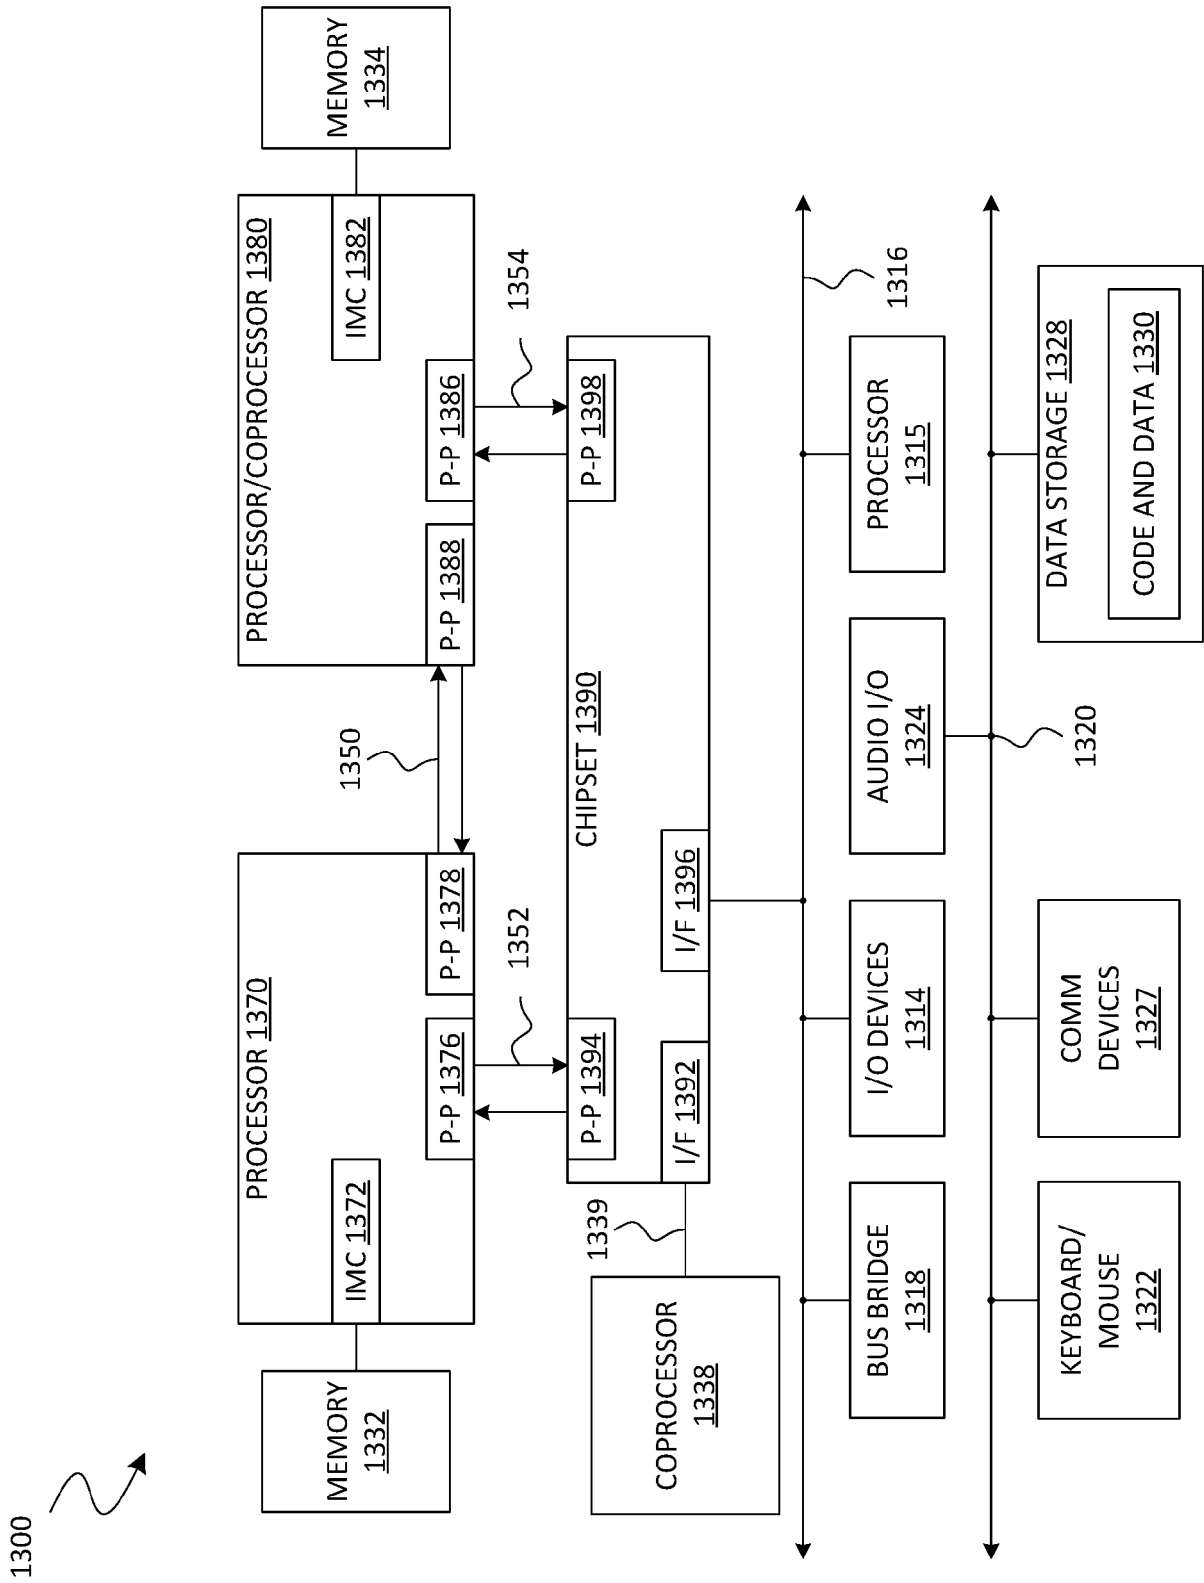 1300
MEMORY
1332
PROCESSOR 1370
IMC 1372
P-P 1376
P-P 1378
1350
PROCESSOR/COPROCESSOR 1380
IMC 1382
P-P 1388
P-P 1386
MEMORY
1334
1352
1354
COPROCESSOR
1338
1339
CHIPSET 1390
P-P 1394
P-P 1398
I/F 1392
I/F 1396
1316
BUS BRIDGE
1318
I/O DEVICES
1314
AUDIO I/O
1324
PROCESSOR
1315
1320
KEYBOARD/
MOUSE
1322
COMM
DEVICES
1327
DATA STORAGE 1328
CODE AND DATA 1330